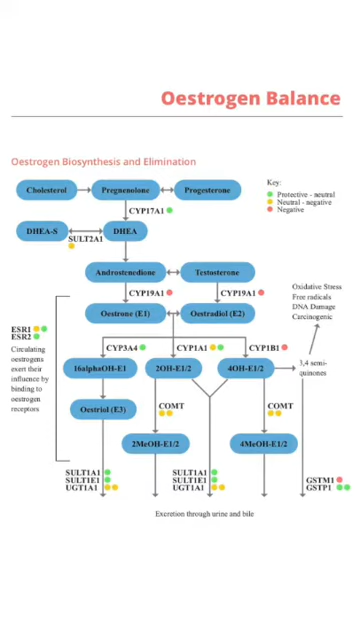 Oestrogen Balance
Oestrogen Biosynthesis and Elimination
Key:
Protective - neutral
Neutral - negative
Negative
Cholesterol
Pregnenolone
Progesterone
CYP17A1
DHEA-S
DHEA
SULT2A1
Androstenedione
Testosterone
CYP19A1
CYP19A1
Oxidative Stress
Free radicals
DNA Damage
Carcinogenic
Oestrone (E1)
Oestradiol (E2)
ESR1
ESR2
Circulating
oestrogens
exert their
influence by
binding to
oestrogen
receptors
CYP3A4
CYP1A1
CYP1B1
16alphaOH-E1
2OH-E1/2
4OH-E1/2
3,4 semi-
quinones
Oestriol (E3)
COMT
COMT
2MeOH-E1/2
4MeOH-E1/2
SULT1A1
SULT1E1
UGT1A1
SULT1A1
SULT1E1
UGT1A1
GSTM1
GSTP1
Excretion through urine and bile